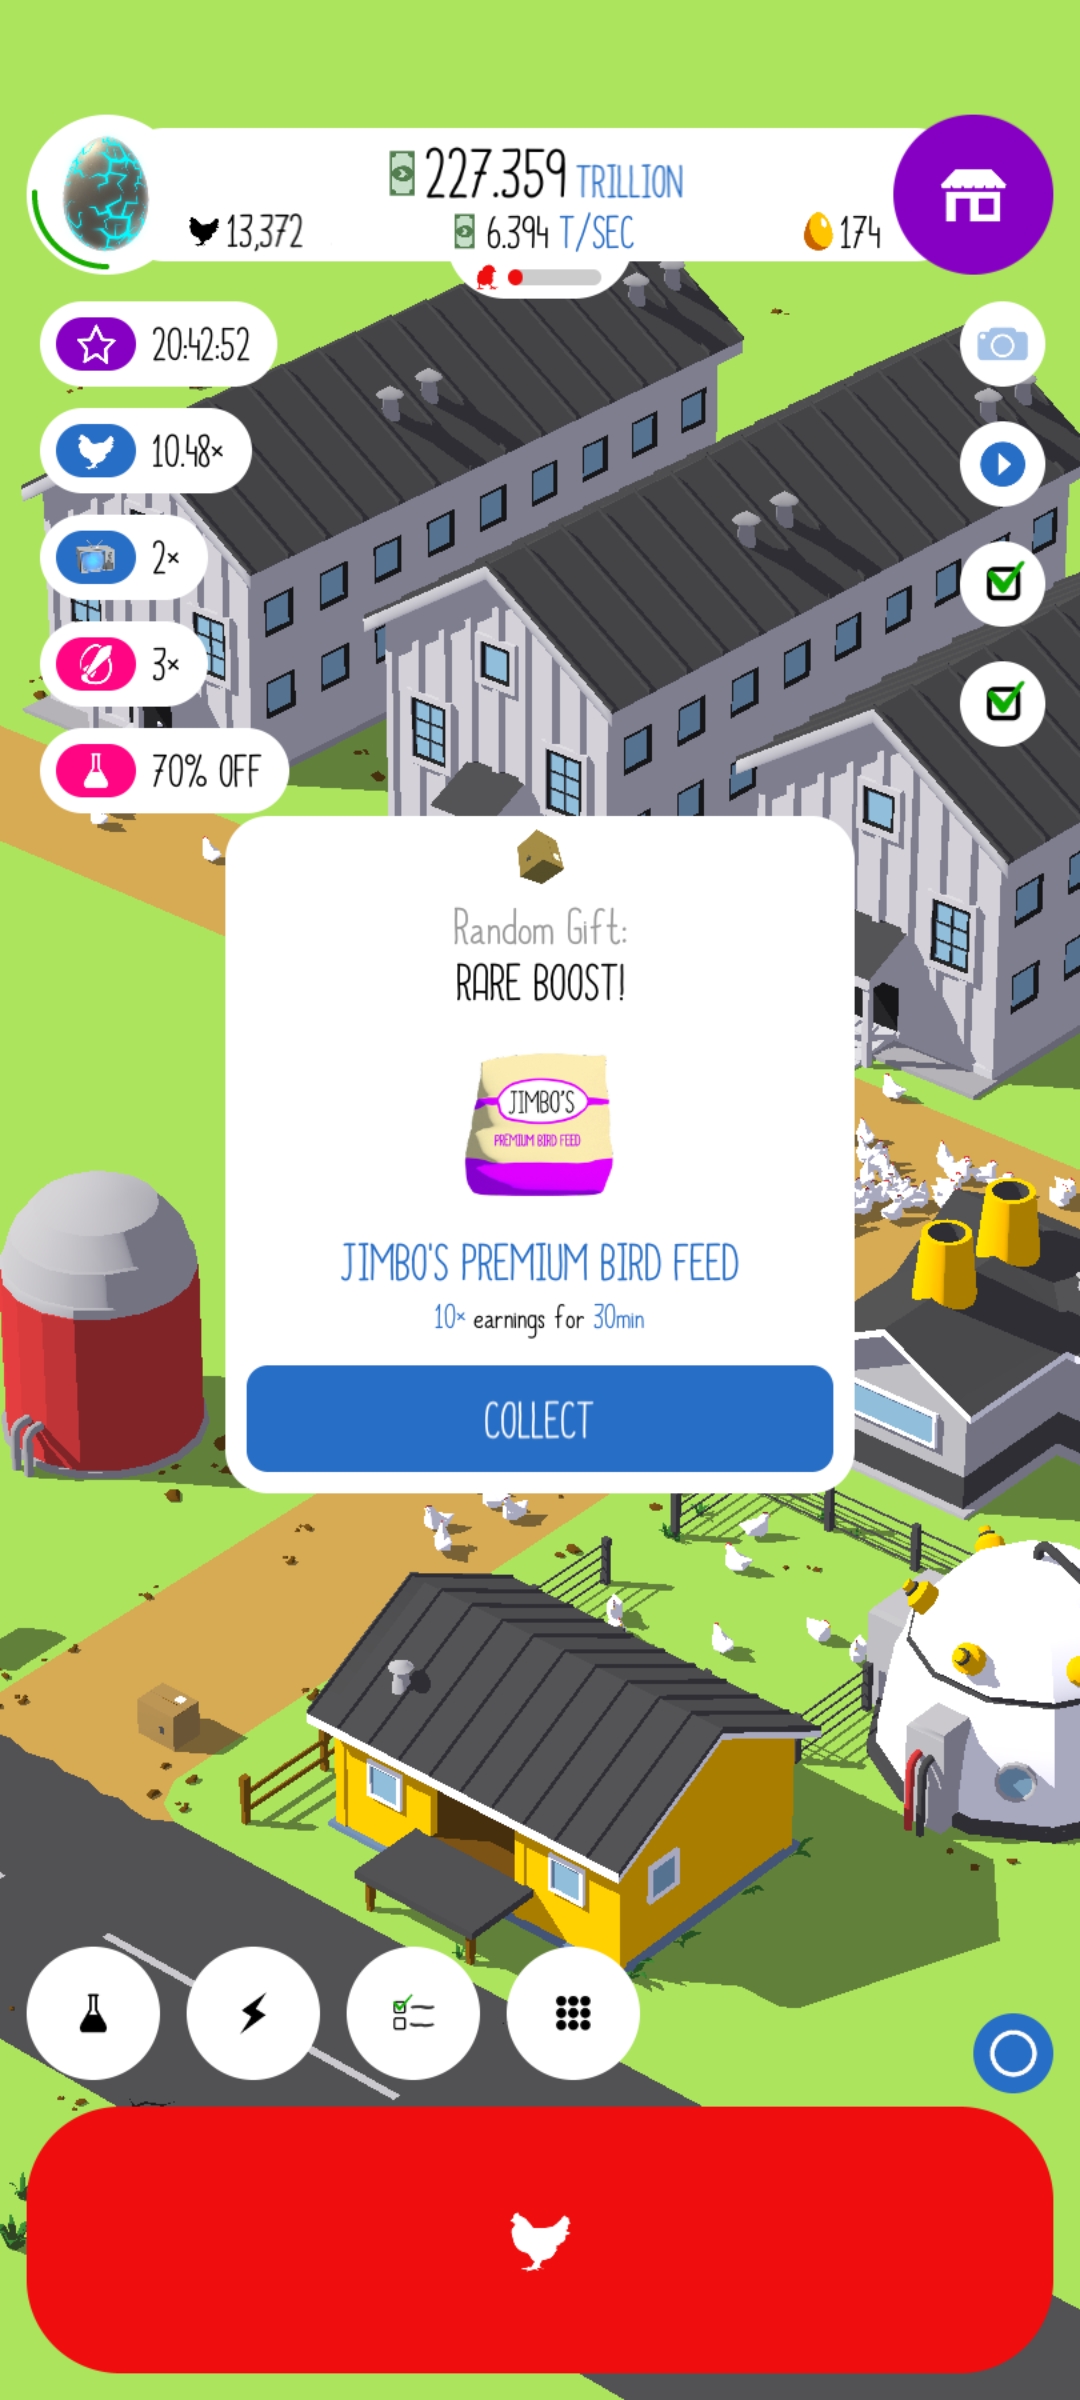 227.359 TRILLION
13,372
6.394 T/SEC
174
20:42:52
10.48×
2×
3×
70% OFF
Random Gift:
RARE BOOST!
JIMBO'S
PREMIUM BIRD FEED
JIMBO'S PREMIUM BIRD FEED
10× earnings for 30min
COLLECT